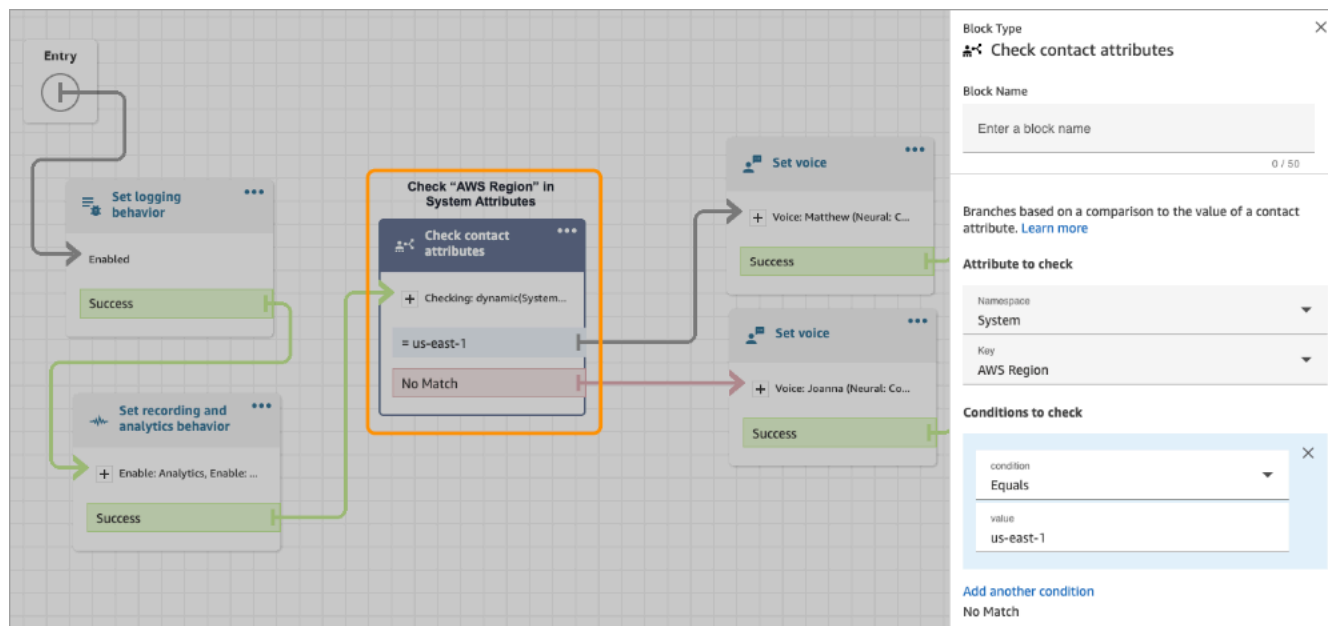 Entry
Set logging
behavior
Enabled
Success
Set recording and
analytics behavior
Enable: Analytics, Enable: ...
Success
Check “AWS Region” in
System Attributes
Check contact
attributes
Checking: dynamic(System...
= us-east-1
No Match
Set voice
Voice: Matthew (Neural: C...
Success
Set voice
Voice: Joanna (Neural: Co...
Success
Block Type
Check contact attributes
Block Name
Enter a block name
0 / 50
Branches based on a comparison to the value of a contact
attribute. Learn more
Attribute to check
Namespace
System
Key
AWS Region
Conditions to check
condition
Equals
value
us-east-1
Add another condition
No Match